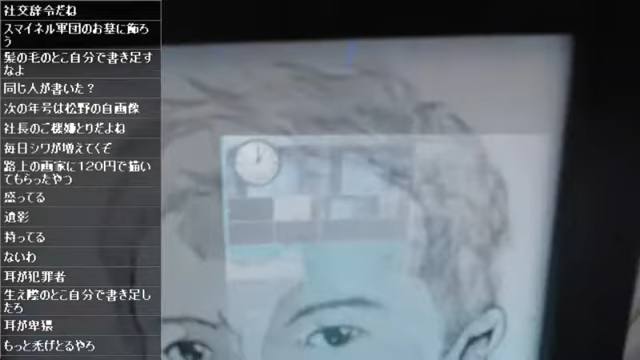 社交辞令だね
スマイネル軍団のお墓に飾ろ
う
髪の毛のとこ自分で書き足す
なよ
同じ人が書いた？
次の年号は松野の自画像
社長のご機嫌とりだよね
毎日シワが増えてくぞ
路上の画家に120円で描い
てもらったやつ
盛ってる
遺影
持ってる
ないわ
耳が犯罪者
生え際のとこ自分で書き足し
たろ
耳が卑猥
もっと禿げとるやろ